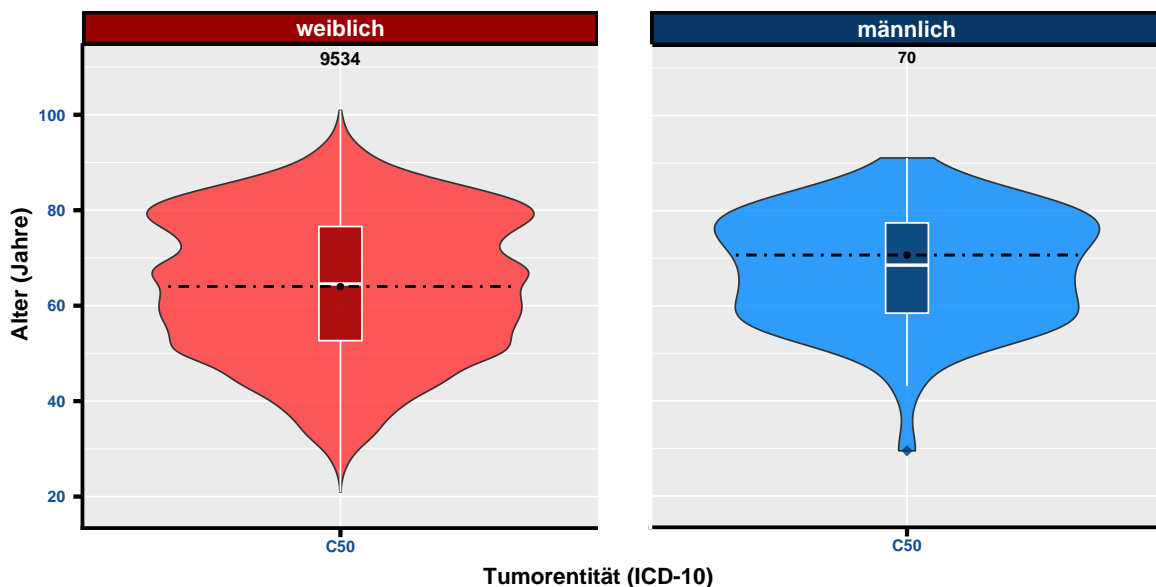 weiblich
männlich
9534
70
Alter (Jahre)
100
80
60
40
20
C50
C50
Tumorentität (ICD-10)